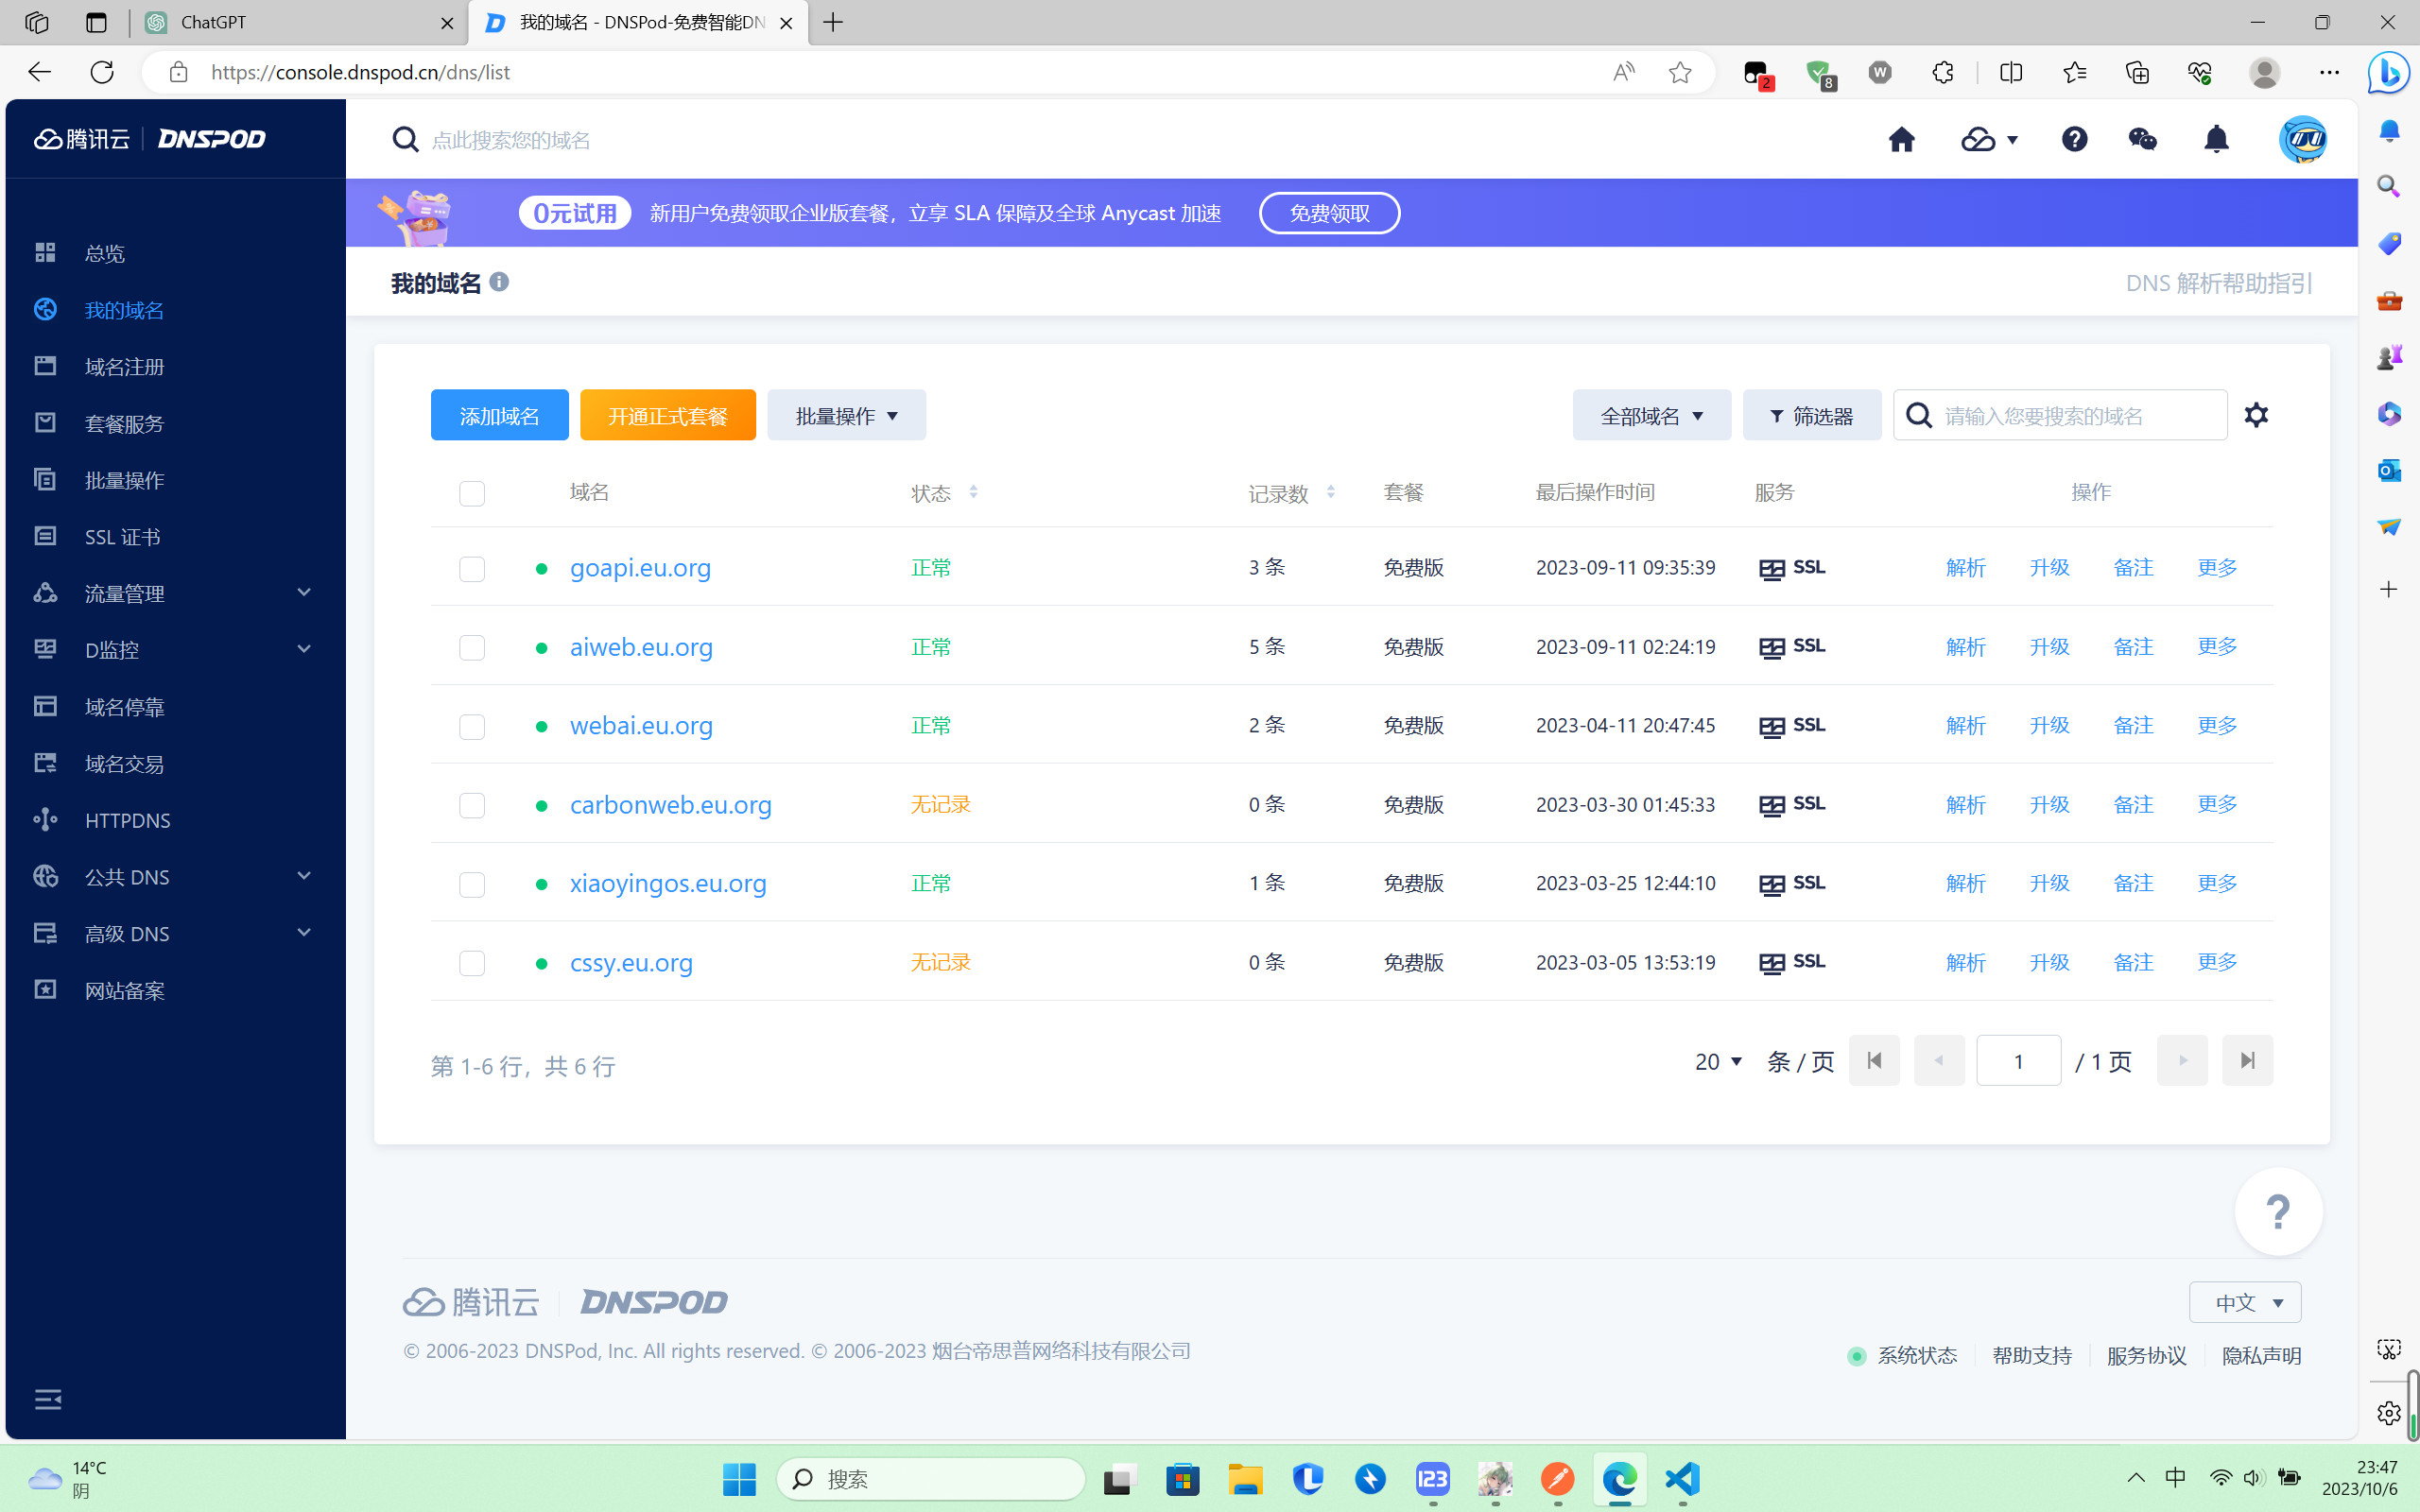 ChatGPT
我的域名 - DNSPod-免费智能DN
https://console.dnspod.cn/dns/list
2
8
W
腾讯云 DNSPOD
点此搜索您的域名
0元试用 新用户免费领取企业版套餐，立享 SLA 保障及全球 Anycast 加速 免费领取
我的域名
DNS 解析帮助指引
总览
我的域名
域名注册
套餐服务
批量操作
SSL 证书
流量管理
D监控
域名停靠
域名交易
HTTPDNS
公共 DNS
高级 DNS
网站备案
添加域名 开通正式套餐 批量操作 全部域名 筛选器 请输入您要搜索的域名
域名 状态 记录数 套餐 最后操作时间 服务 操作
goapi.eu.org 正常 3 条 免费版 2023-09-11 09:35:39 SSL 解析 升级 备注 更多
aiweb.eu.org 正常 5 条 免费版 2023-09-11 02:24:19 SSL 解析 升级 备注 更多
webai.eu.org 正常 2 条 免费版 2023-04-11 20:47:45 SSL 解析 升级 备注 更多
carbonweb.eu.org 无记录 0 条 免费版 2023-03-30 01:45:33 SSL 解析 升级 备注 更多
xiaoyingos.eu.org 正常 1 条 免费版 2023-03-25 12:44:10 SSL 解析 升级 备注 更多
cssy.eu.org 无记录 0 条 免费版 2023-03-05 13:53:19 SSL 解析 升级 备注 更多
第 1-6 行，共 6 行
20 条 / 页 1 / 1 页
?
腾讯云 DNSPOD
中文
© 2006-2023 DNSPod, Inc. All rights reserved. © 2006-2023 烟台帝思普网络科技有限公司
系统状态 帮助支持 服务协议 隐私声明
14°C
阴
搜索
123
中
23:47
2023/10/6